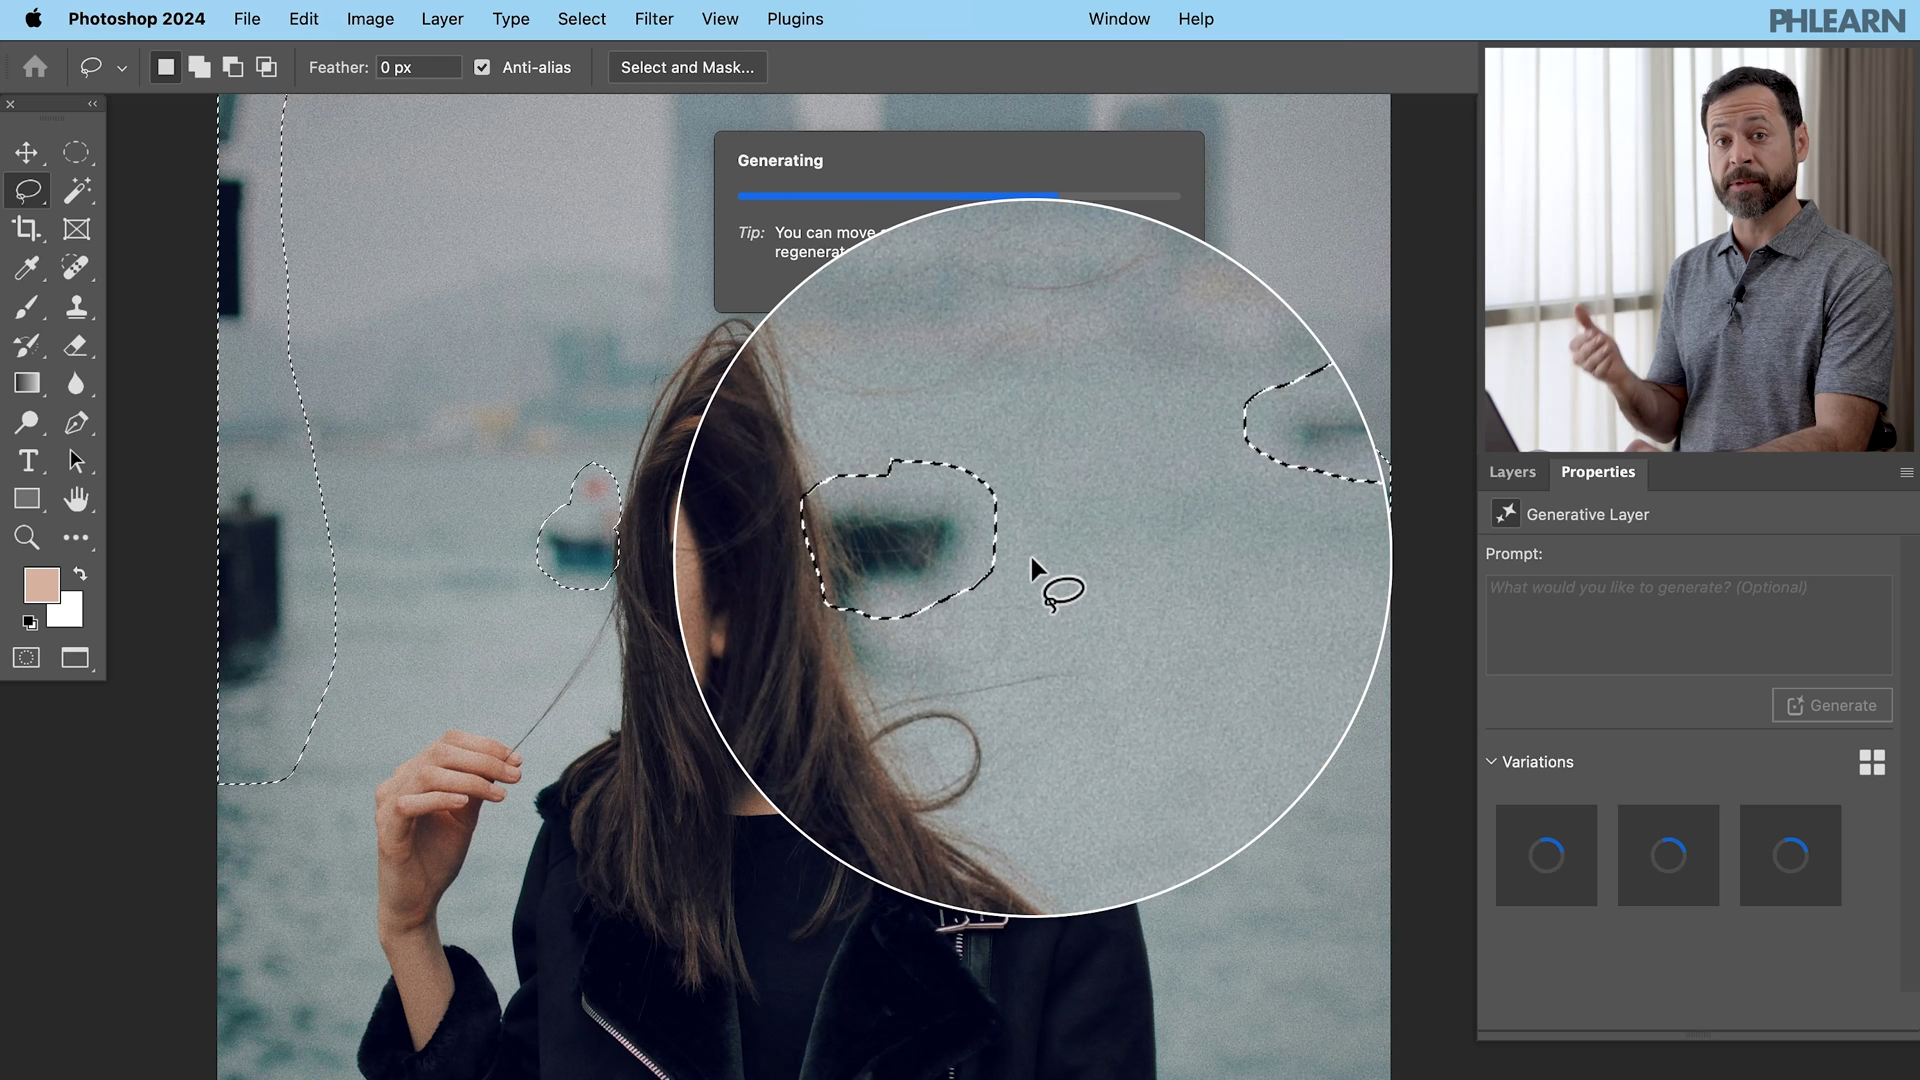 Photoshop 2024 File Edit Image Layer Type Select Filter View Plugins Window Help
PHLEARN
Feather: 0 px Anti-alias Select and Mask...
Generating
Tip: You can move
regenerat
Layers Properties
Generative Layer
Prompt:
What would you like to generate? (Optional)
Generate
Variations